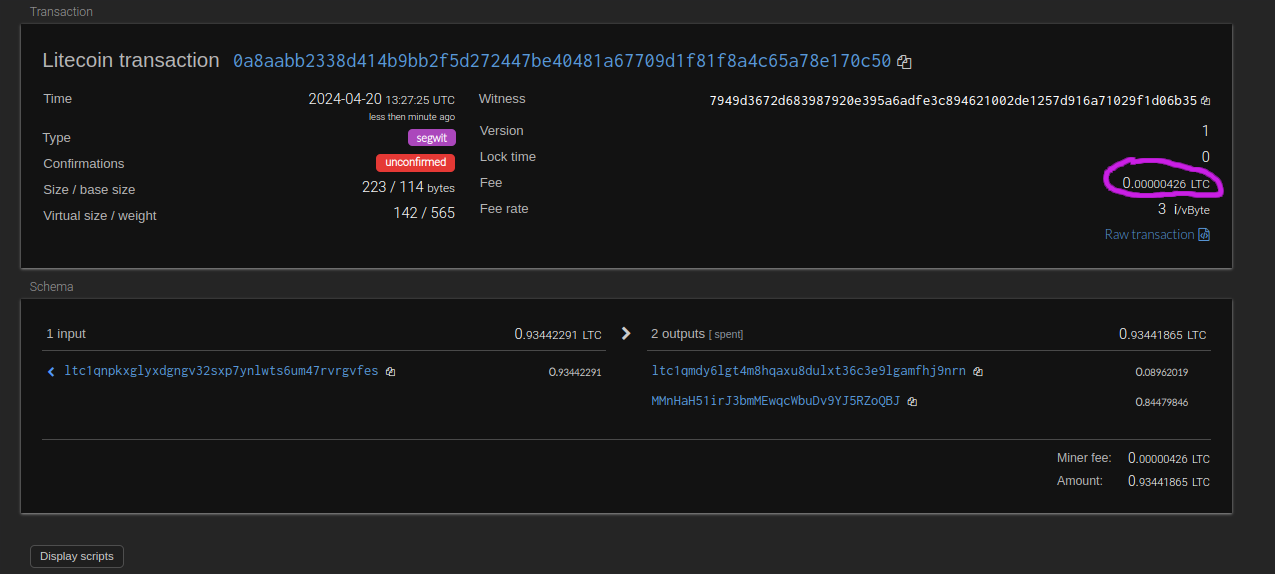 Transaction
Litecoin transaction 0a8aabb2338d414b9bb2f5d272447be40481a67709d1f81f8a4c65a78e170c50
Time 2024-04-20 13:27:25 UTC
less then minute ago
Type segwit
Confirmations unconfirmed
Size / base size 223 / 114 bytes
Virtual size / weight 142 / 565
Witness 7949d3672d683987920e395a6adfe3c894621002de1257d916a71029f1d06b35
Version 1
Lock time 0
Fee 0.00000426 LTC
Fee rate 3 i/vByte
Raw transaction
Schema
1 input 0.93442291 LTC
ltc1qnpkxglyxdgngv32sxp7ynlwts6um47rvrgvfes 0.93442291
2 outputs [ spent] 0.93441865 LTC
ltc1qmdy6lgt4m8hqaxu8dulxt36c3e9lgamfhj9nrn 0.08962019
MMnHaH51irJ3bmMEwqcWbuDv9YJ5RZoQBJ 0.84479846
Miner fee: 0.00000426 LTC
Amount: 0.93441865 LTC
Display scripts